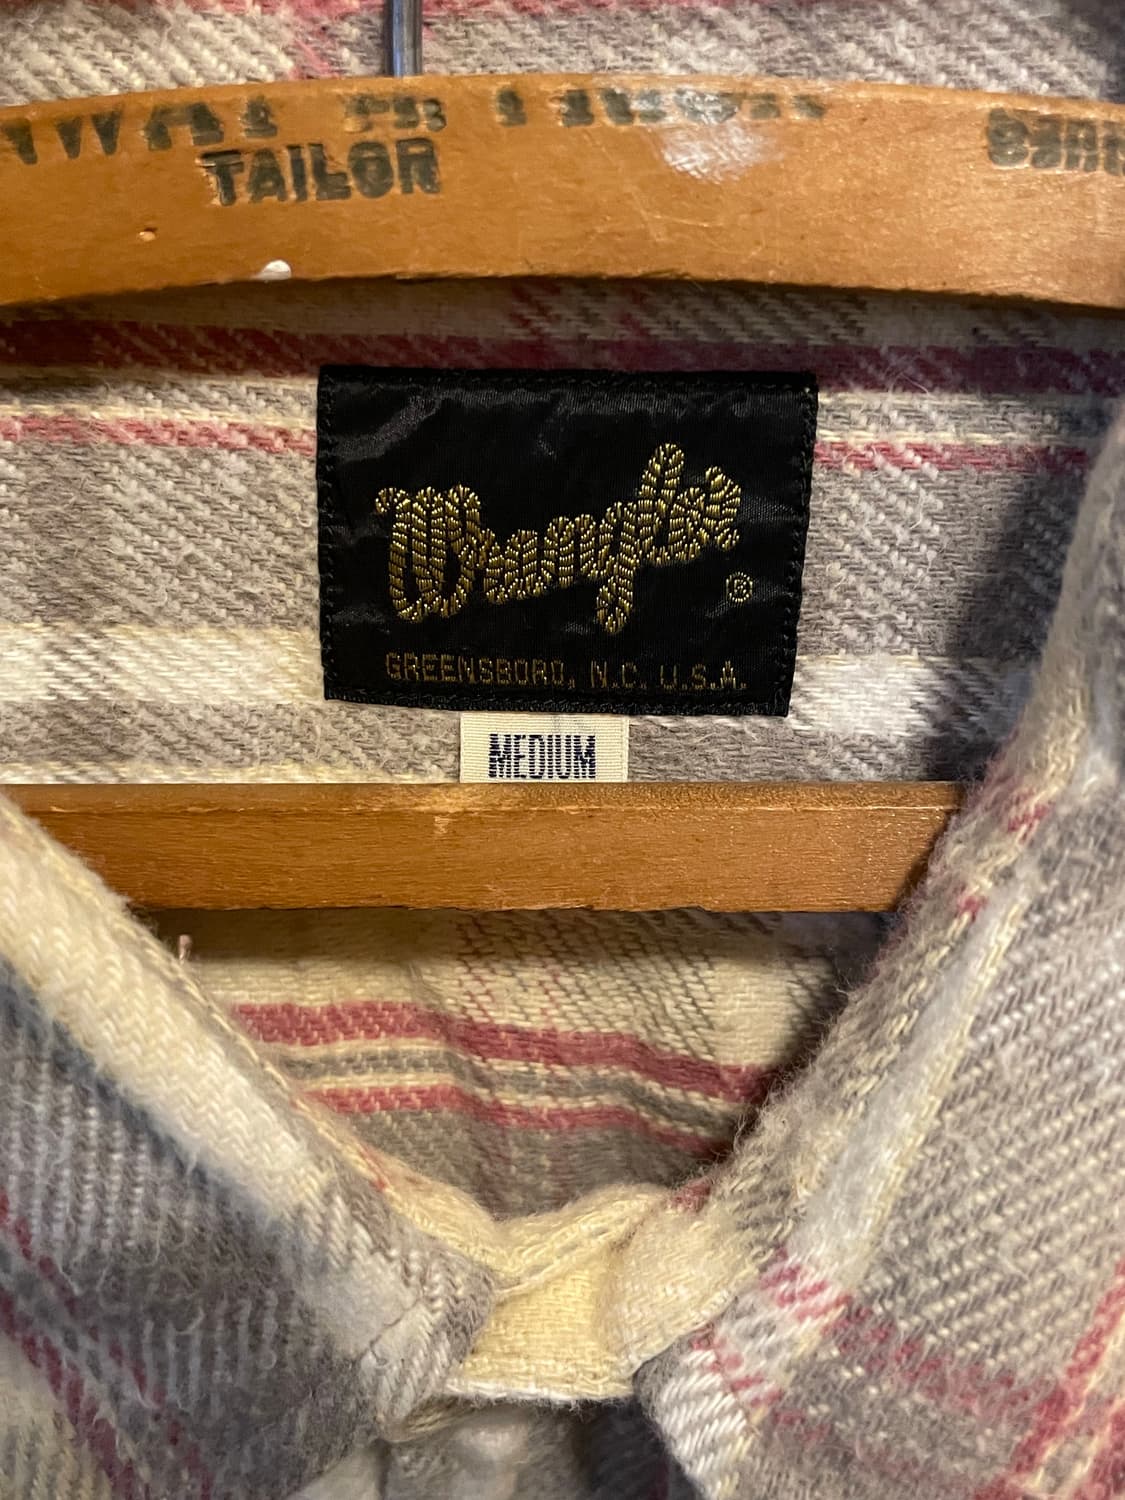 TAILOR
Wrangler
®
GREENSBORO, N.C. U.S.A.
MEDIUM